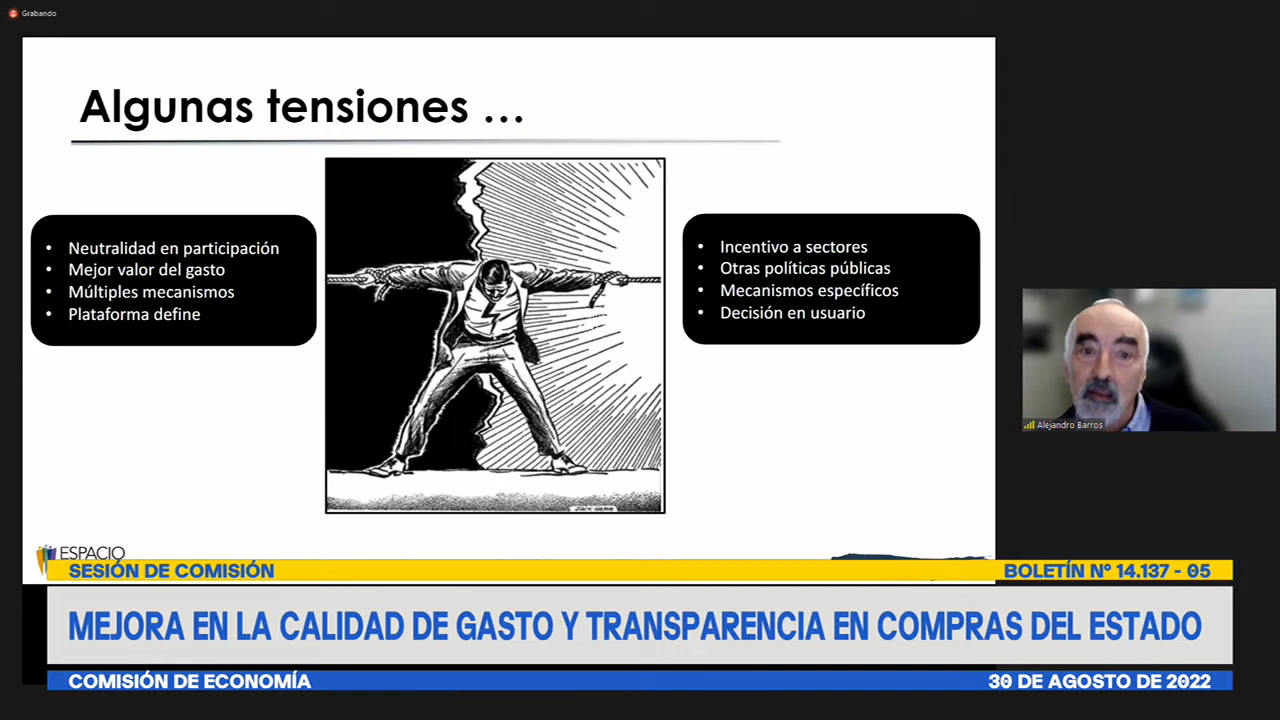 Grabando
Algunas tensiones ...
• Neutralidad en participación
• Mejor valor del gasto
• Múltiples mecanismos
• Plataforma define
• Incentivo a sectores
• Otras políticas públicas
• Mecanismos específicos
• Decisión en usuario
Alejandro Barros
ESPACIO
SESIÓN DE COMISIÓN
BOLETÍN N° 14.137 - 05
MEJORA EN LA CALIDAD DE GASTO Y TRANSPARENCIA EN COMPRAS DEL ESTADO
COMISIÓN DE ECONOMÍA
30 DE AGOSTO DE 2022